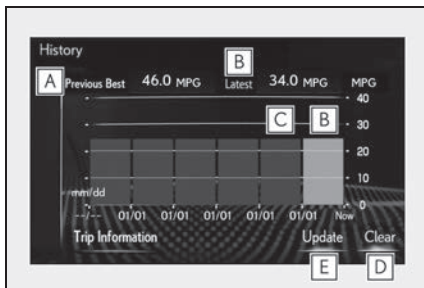 History
B
A Previous Best 46.0 MPG Latest 34.0 MPG MPG
40
C B
30
20
10
mm/dd
0
--/-- 01/01 01/01 01/01 01/01 01/01 Now
Trip Information Update Clear
E D